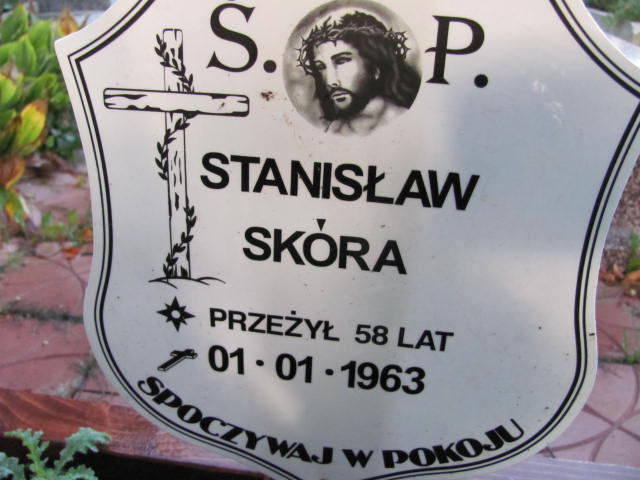 Ś. P.
STANISŁAW
SKÓRA
PRZEŻYŁ 58 LAT
01·01·1963
SPOCZYWAJ W POKOJU